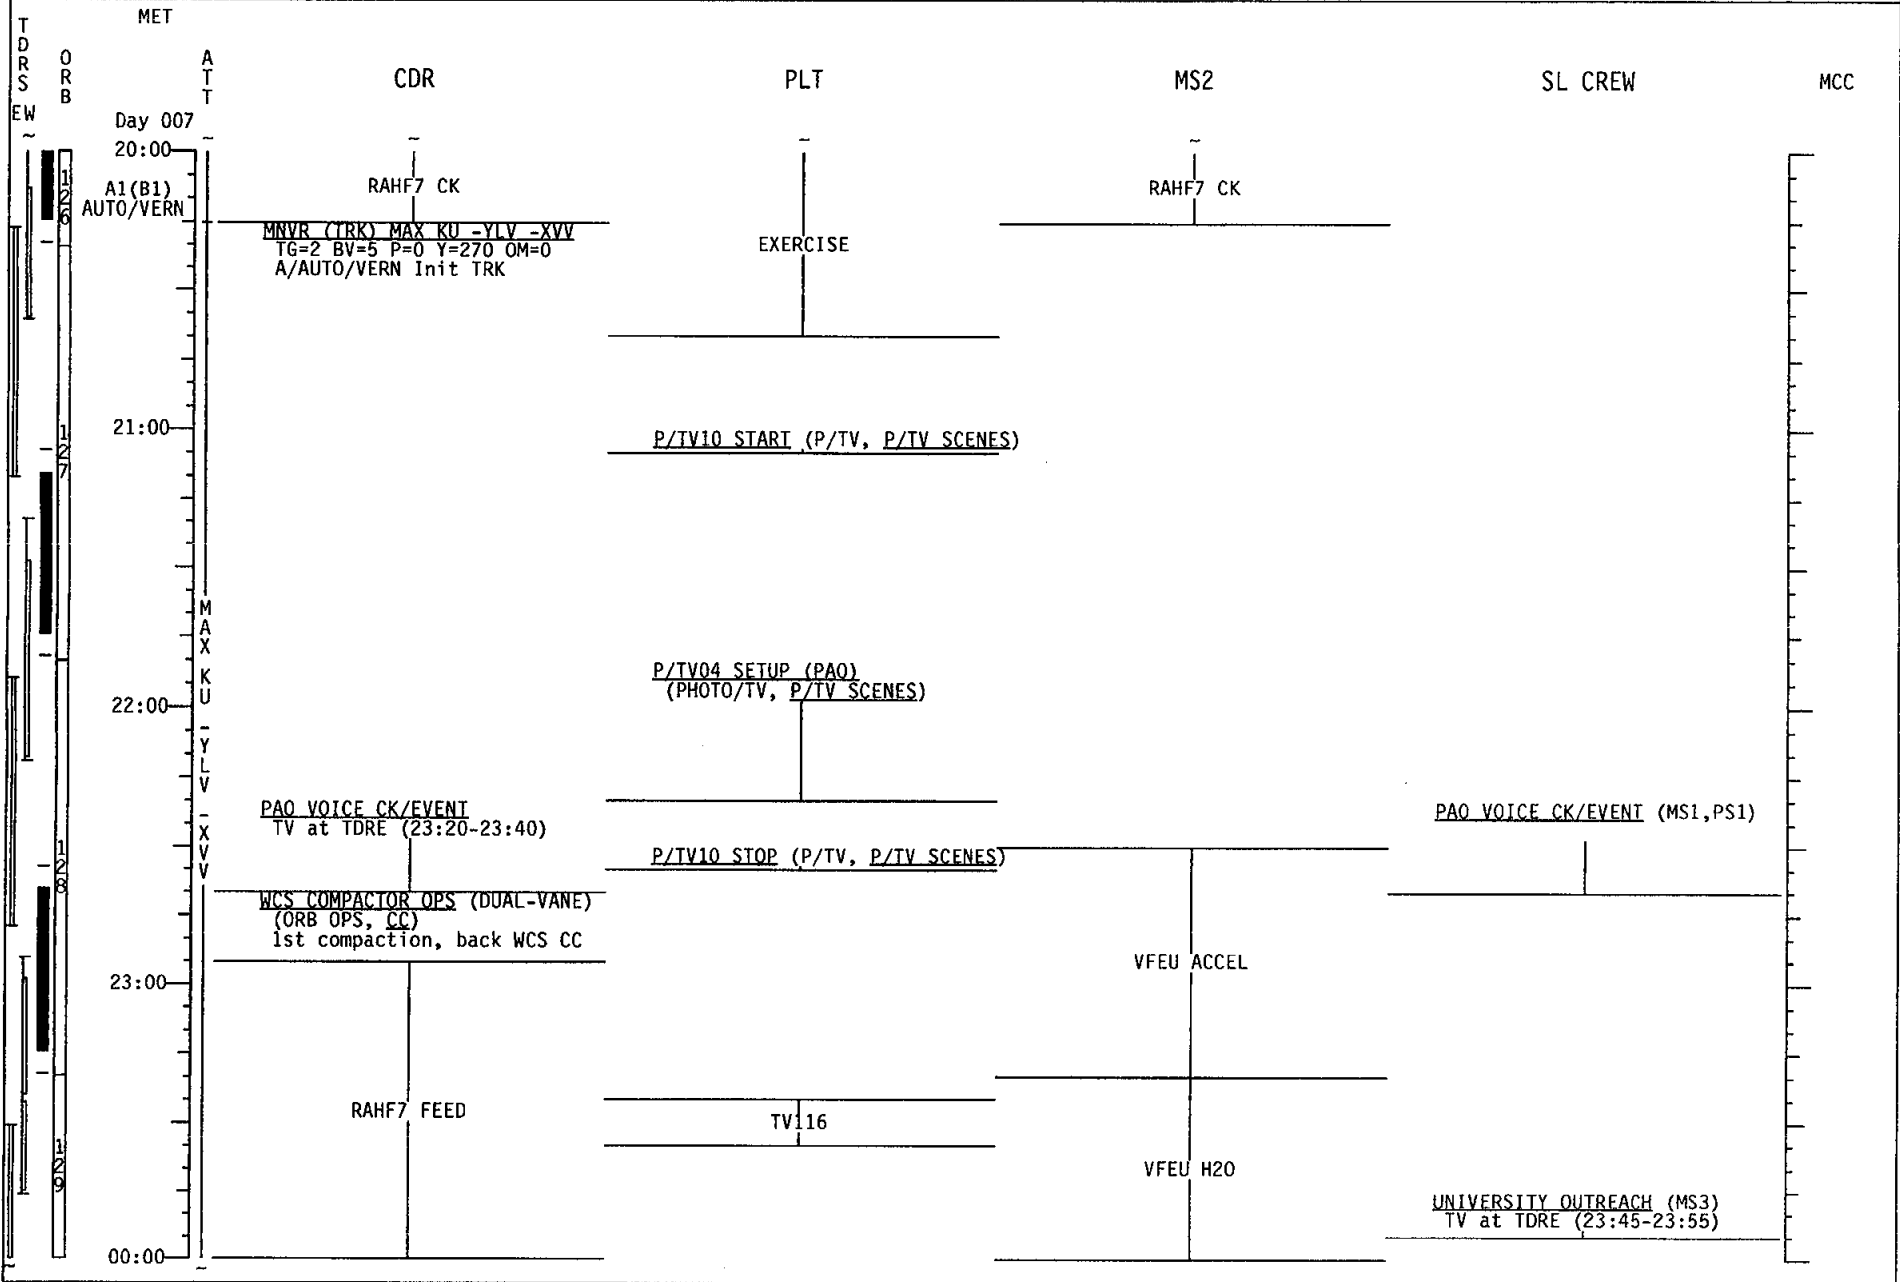 MET
TDRS
EW
ORB
ATT
CDR
PLT
MS2
SL CREW
MCC
Day 007
20:00
A1(B1)
AUTO/VERN
126
RAHF7 CK
MNVR (TRK) MAX KU -YLV -XVV
TG=2 BV=5 P=0 Y=270 OM=0
A/AUTO/VERN Init TRK
EXERCISE
RAHF7 CK
21:00
127
P/TV10 START (P/TV, P/TV SCENES)
MAX KU -YLV -XVV
P/TV04 SETUP (PAO)
(PHOTO/TV, P/TV SCENES)
22:00
PAO VOICE CK/EVENT
TV at TDRE (23:20-23:40)
PAO VOICE CK/EVENT (MS1,PS1)
128
P/TV10 STOP (P/TV, P/TV SCENES)
WCS COMPACTOR OPS (DUAL-VANE)
(ORB OPS, CC)
1st compaction, back WCS CC
VFEU ACCEL
23:00
RAHF7 FEED
TV116
129
VFEU H2O
UNIVERSITY OUTREACH (MS3)
TV at TDRE (23:45-23:55)
00:00